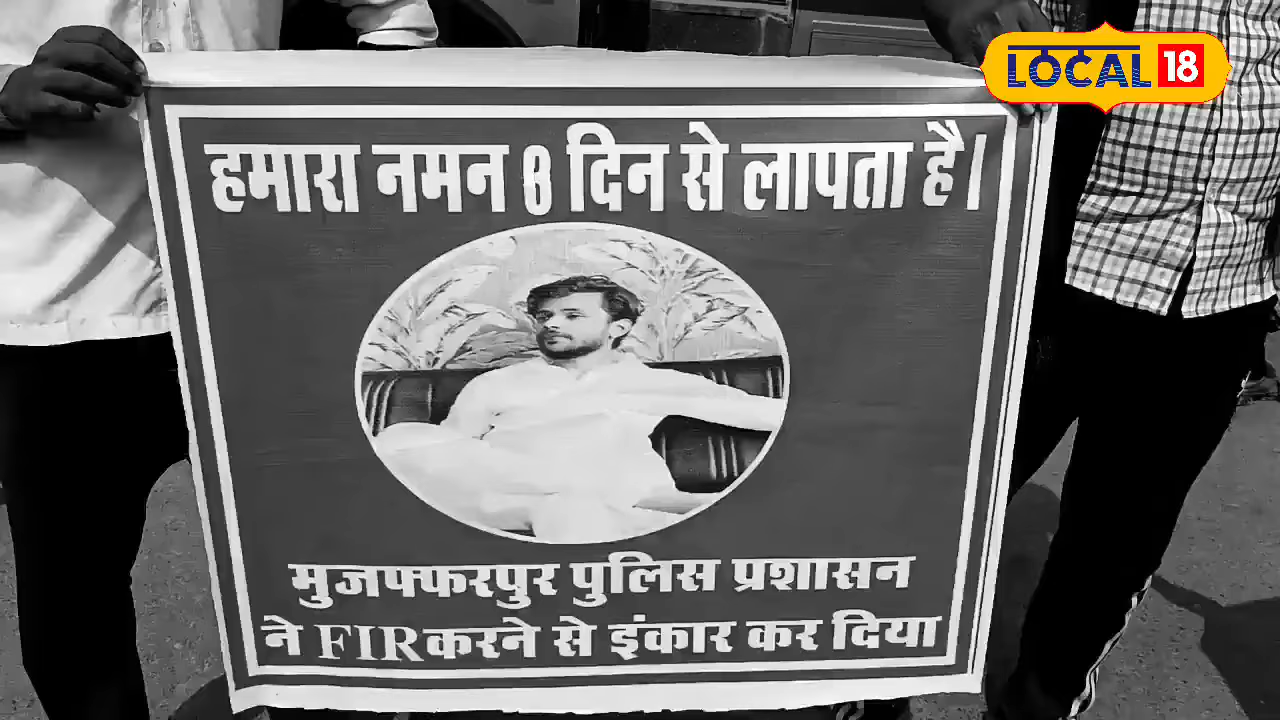 LOCAL 18
हमारा नमन 8 दिन से लापता है।
मुजफ्फरपुर पुलिस प्रशासन
ने FIR करने से इंकार कर दिया